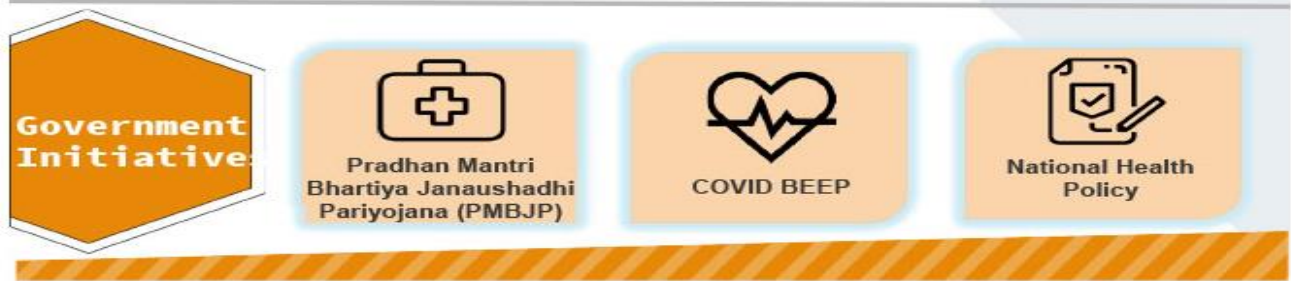 Government
Initiatives
Pradhan Mantri
Bhartiya Janaushadhi
Pariyojana (PMBJP)
COVID BEEP
National Health
Policy